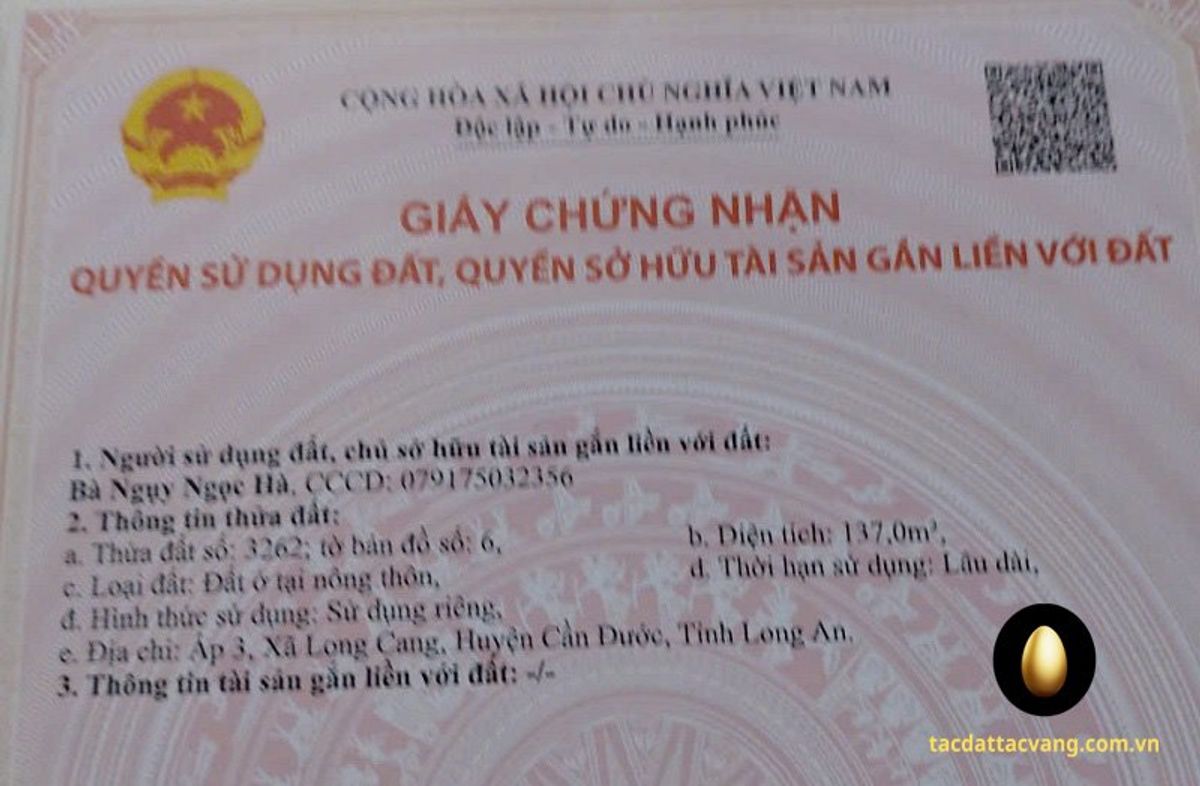 CỘNG HÒA XÃ HỘI CHỦ NGHĨA VIỆT NAM
Độc lập - Tự do - Hạnh phúc
GIẤY CHỨNG NHẬN
QUYỀN SỬ DỤNG ĐẤT, QUYỀN SỞ HỮU TÀI SẢN GẮN LIỀN VỚI ĐẤT
1. Người sử dụng đất, chủ sở hữu tài sản gắn liền với đất:
Bà Ngụy Ngọc Hà, CCCD: 079175032356
2. Thông tin thửa đất:
a. Thửa đất số: 3262; tờ bản đồ số: 6, b. Diện tích: 137,0m²,
c. Loại đất: Đất ở tại nông thôn, d. Thời hạn sử dụng: Lâu dài,
đ. Hình thức sử dụng: Sử dụng riêng,
e. Địa chỉ: Ấp 3, Xã Long Cang, Huyện Cần Đước, Tỉnh Long An.
3. Thông tin tài sản gắn liền với đất: -/-
tacdattacvang.com.vn